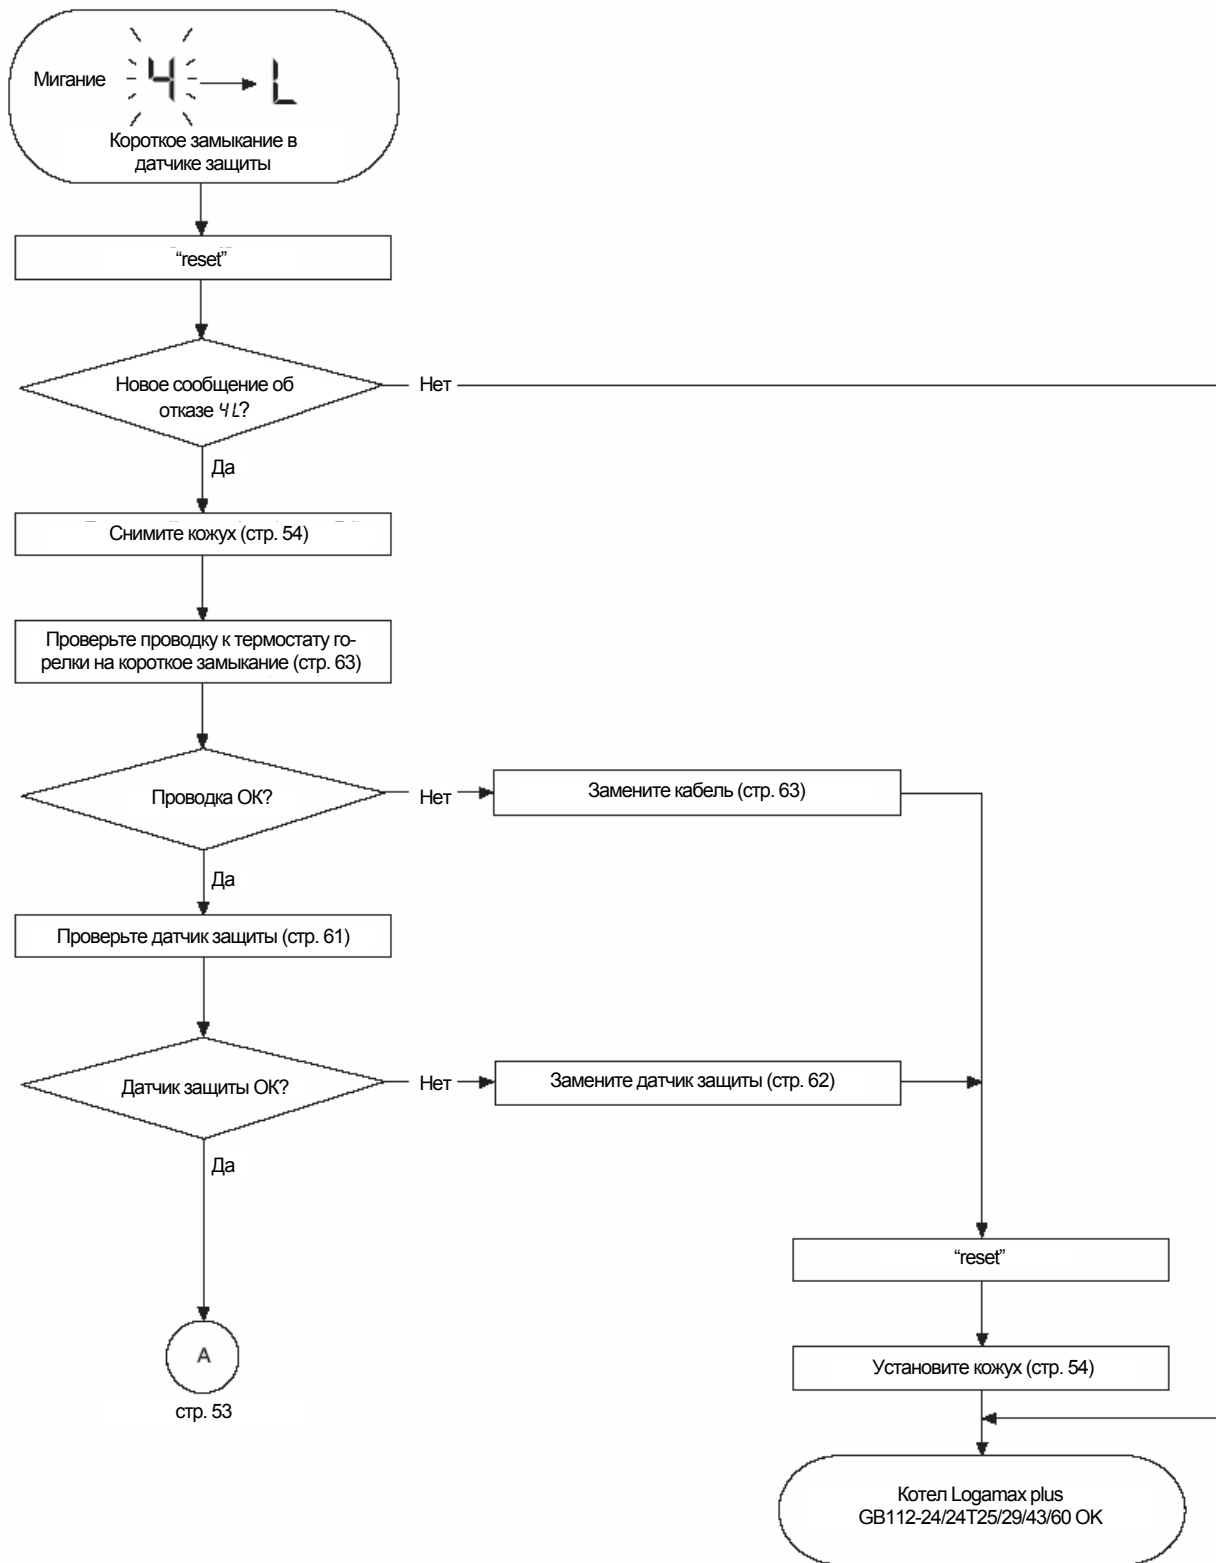 Мигание
4
L
Короткое замыкание в
датчике защиты
“reset”
Новое сообщение об
отказе 4L?
Нет
Да
Снимите кожух (стр. 54)
Проверьте проводку к термостату го-
релки на короткое замыкание (стр. 63)
Проводка ОК?
Нет
Замените кабель (стр. 63)
Да
Проверьте датчик защиты (стр. 61)
Датчик защиты ОК?
Нет
Замените датчик защиты (стр. 62)
Да
“reset”
A
стр. 53
Установите кожух (стр. 54)
Котел Logamax plus
GB112-24/24T25/29/43/60 OK